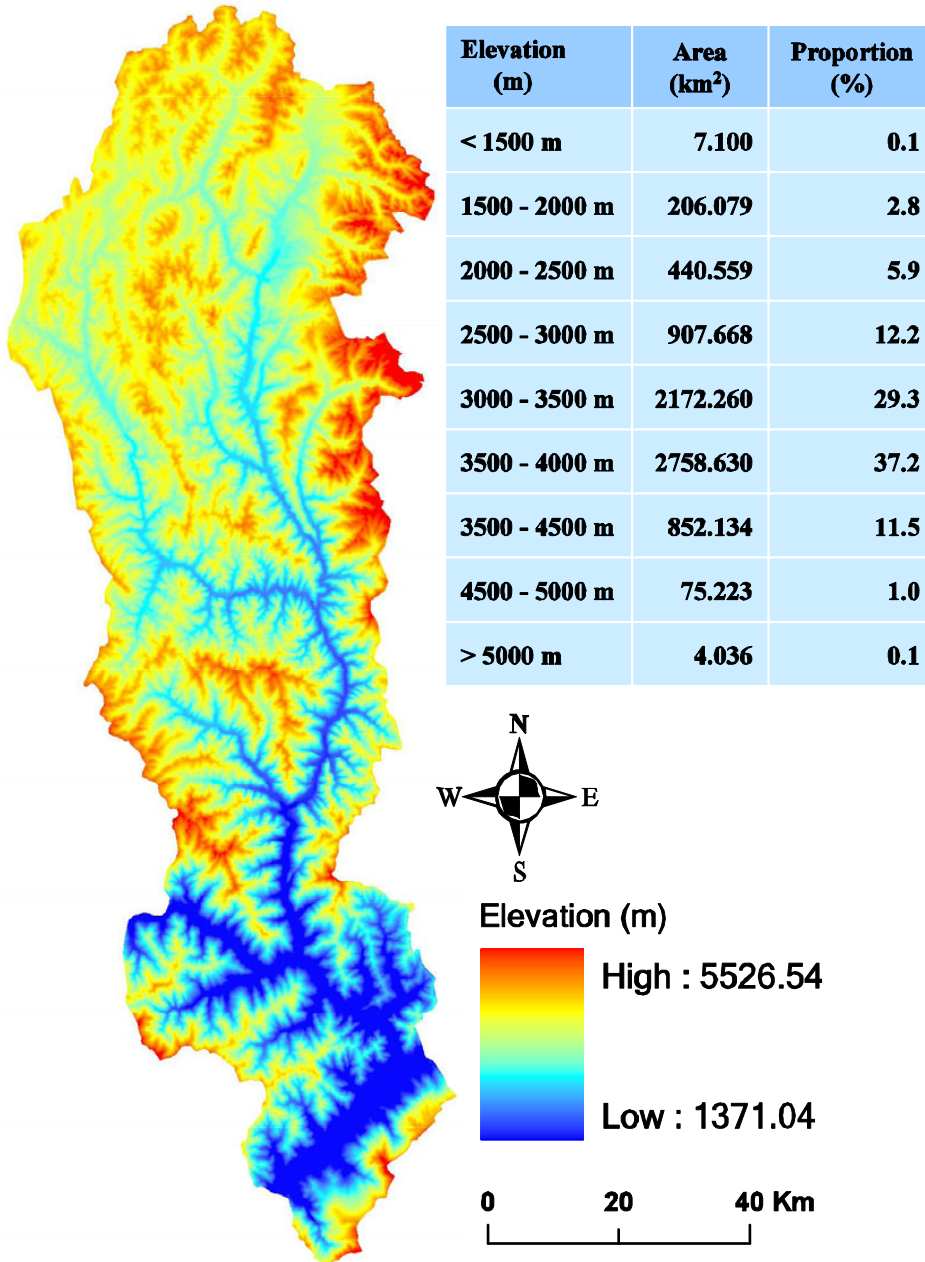 Elevation (m) Area (km²) Proportion (%)
< 1500 m 7.100 0.1
1500 - 2000 m 206.079 2.8
2000 - 2500 m 440.559 5.9
2500 - 3000 m 907.668 12.2
3000 - 3500 m 2172.260 29.3
3500 - 4000 m 2758.630 37.2
3500 - 4500 m 852.134 11.5
4500 - 5000 m 75.223 1.0
> 5000 m 4.036 0.1
N
W E
S
Elevation (m)
High : 5526.54
Low : 1371.04
0 20 40 Km